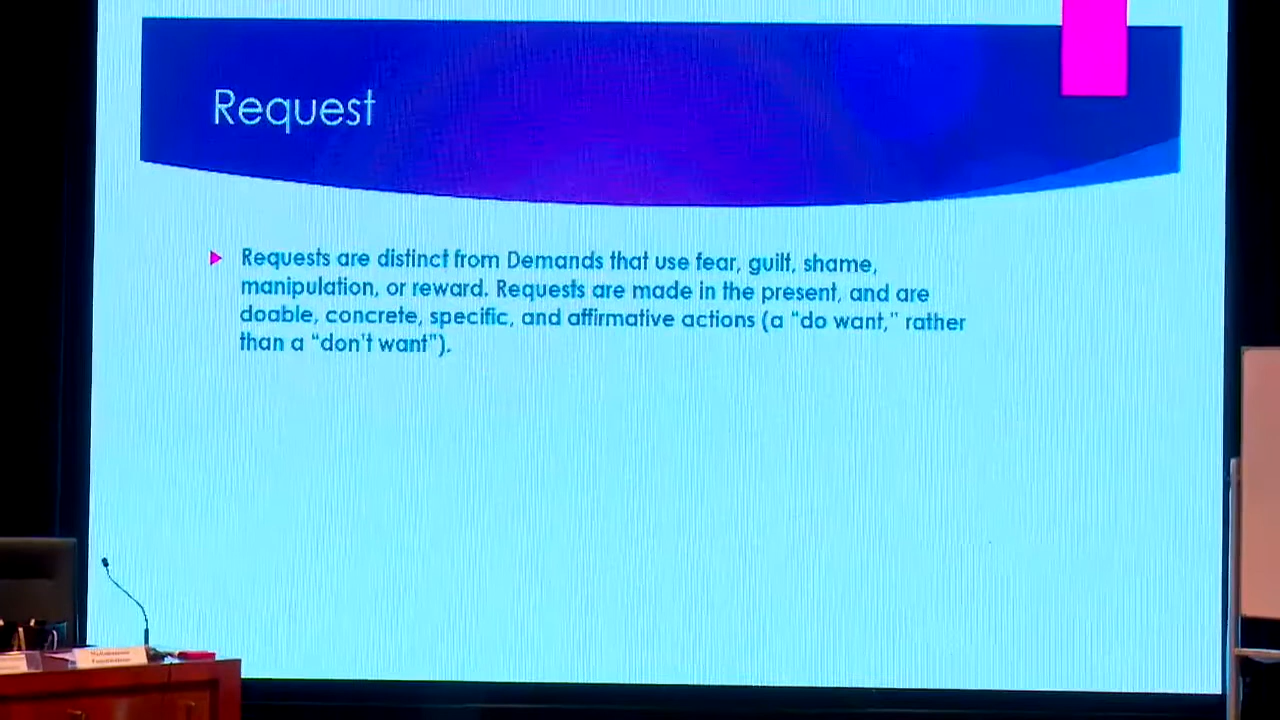 Request
Requests are distinct from Demands that use fear, guilt, shame,
manipulation, or reward. Requests are made in the present, and are
doable, concrete, specific, and affirmative actions (a “do want,” rather
than a “don’t want”).